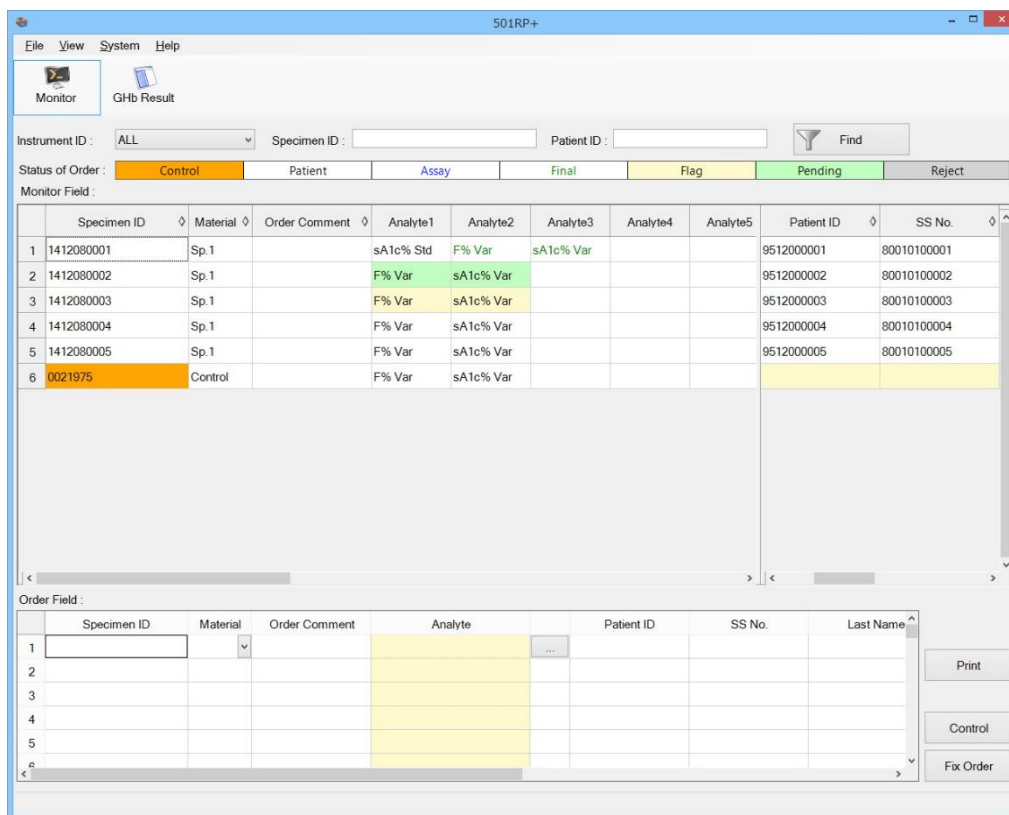 501RP+
File View System Help
Monitor GHb Result
Instrument ID : ALL Specimen ID : Patient ID : Find
Status of Order : Control Patient Assay Final Flag Pending Reject
Monitor Field :
Specimen ID Material Order Comment Analyte1 Analyte2 Analyte3 Analyte4 Analyte5 Patient ID SS No.
1 1412080001 Sp.1 sA1c% Std F% Var sA1c% Var 9512000001 80010100001
2 1412080002 Sp.1 F% Var sA1c% Var 9512000002 80010100002
3 1412080003 Sp.1 F% Var sA1c% Var 9512000003 80010100003
4 1412080004 Sp.1 F% Var sA1c% Var 9512000004 80010100004
5 1412080005 Sp.1 F% Var sA1c% Var 9512000005 80010100005
6 0021975 Control F% Var sA1c% Var
Order Field :
Specimen ID Material Order Comment Analyte Patient ID SS No. Last Name
1 ...
2
Print
3
4
Control
5
6
Fix Order